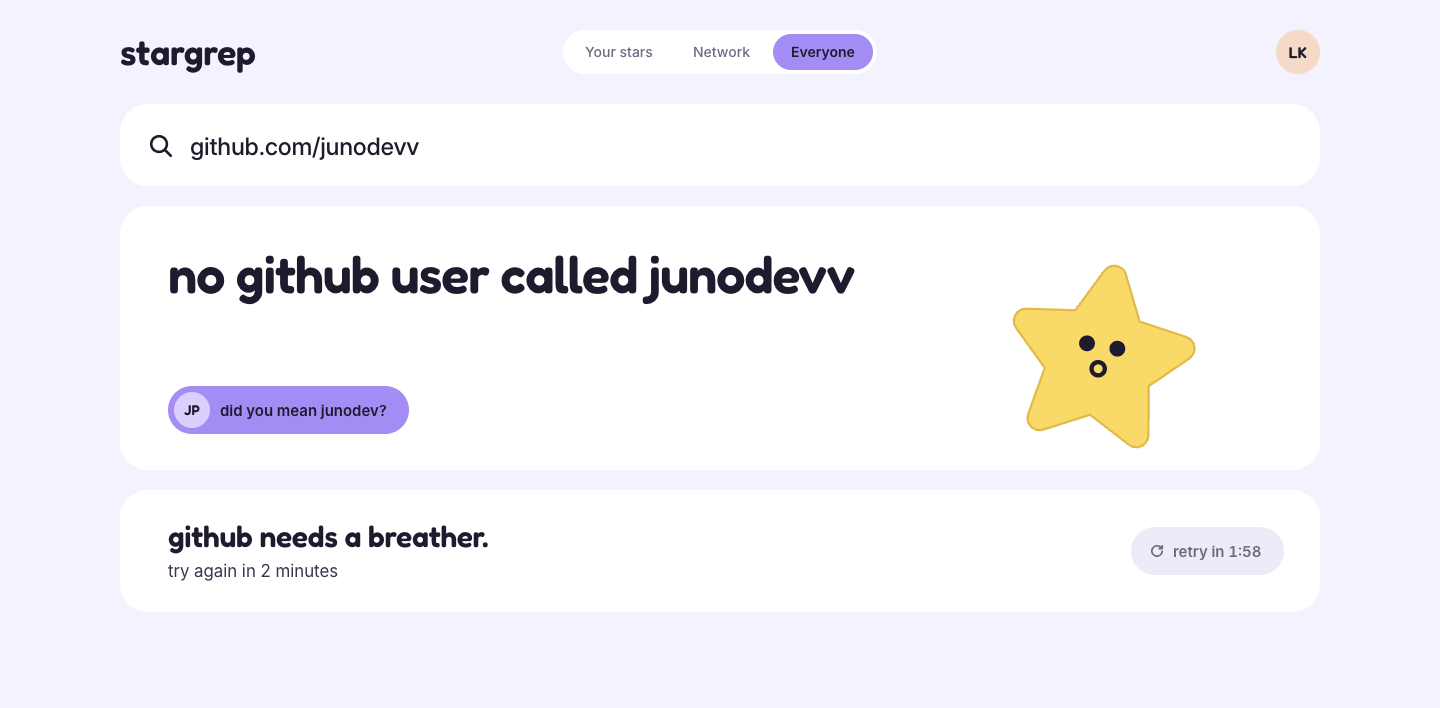 stargrep
Your stars
Network
Everyone
LK
github.com/junodevv
no github user called junodevv
JP
did you mean junodev?
github needs a breather.
try again in 2 minutes
retry in 1:58